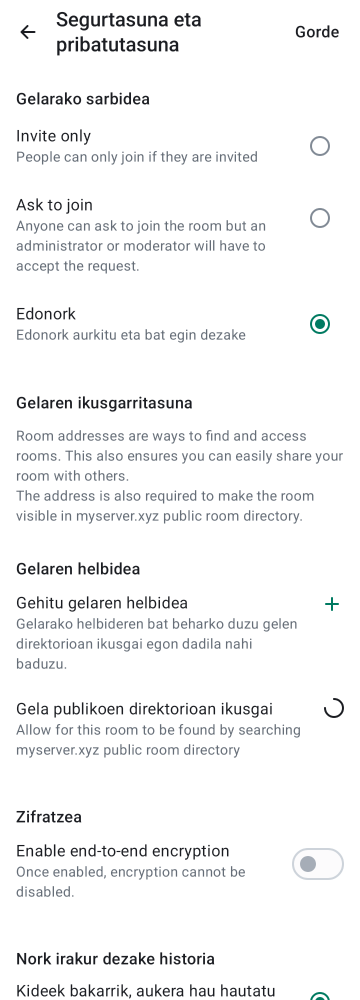 Segurtasuna eta
pribatutasuna
Gorde
Gelarako sarbidea
Invite only
People can only join if they are invited
Ask to join
Anyone can ask to join the room but an
administrator or moderator will have to
accept the request.
Edonork
Edonork aurkitu eta bat egin dezake
Gelaren ikusgarritasuna
Room addresses are ways to find and access
rooms. This also ensures you can easily share your
room with others.
The address is also required to make the room
visible in myserver.xyz public room directory.
Gelaren helbidea
Gehitu gelaren helbidea
Gelarako helbideren bat beharko duzu gelen
direktorioan ikusgai egon dadila nahi
baduzu.
Gela publikoen direktorioan ikusgai
Allow for this room to be found by searching
myserver.xyz public room directory
Zifratzea
Enable end-to-end encryption
Once enabled, encryption cannot be
disabled.
Nork irakur dezake historia
Kideek bakarrik, aukera hau hautatu